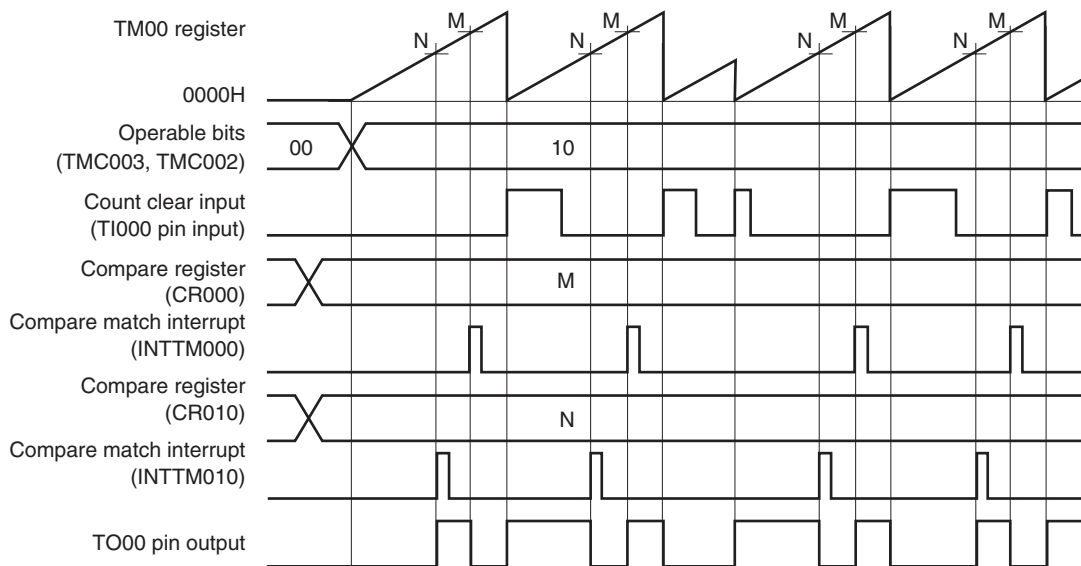 TM00 register
M
M
M
M
N
N
N
N
0000H
Operable bits
(TMC003, TMC002)
00
10
Count clear input
(TI000 pin input)
Compare register
(CR000)
M
Compare match interrupt
(INTTM000)
Compare register
(CR010)
N
Compare match interrupt
(INTTM010)
TO00 pin output